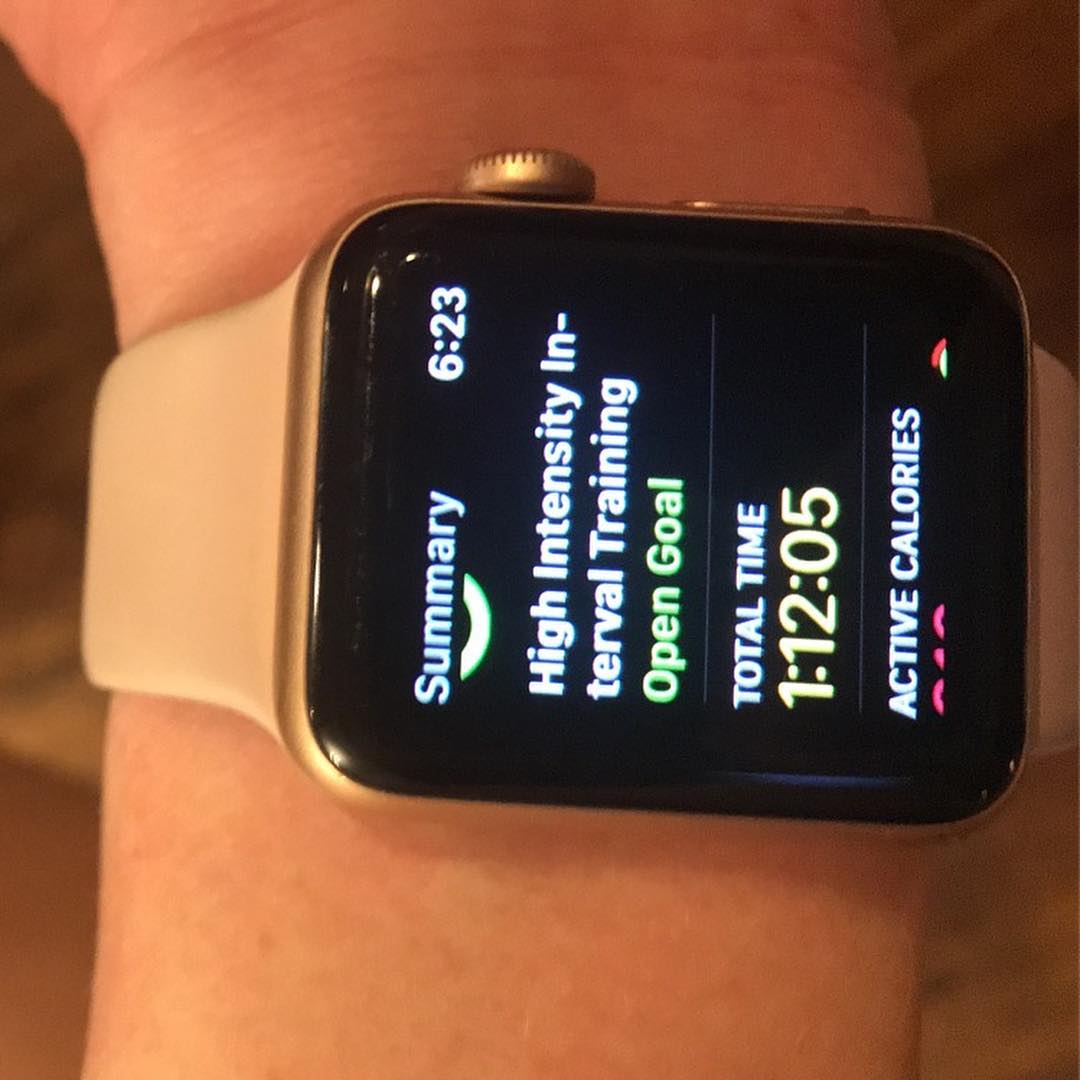 Summary 6:23
High Intensity In-
terval Training
Open Goal
TOTAL TIME
1:12:05
ACTIVE CALORIES